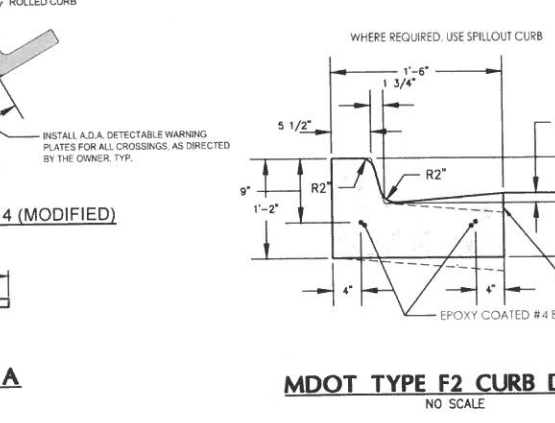 ROLLED CURB
INSTALL A.D.A. DETECTABLE WARNING
PLATES FOR ALL CROSSINGS, AS DIRECTED
BY THE OWNER, TYP.
4 (MODIFIED)
A
WHERE REQUIRED, USE SPILLOUT CURB
1'-6"
1 3/4"
5 1/2"
R2"
R2"
9"
1'-2"
4"
4"
EPOXY COATED #4
MDOT TYPE F2 CURB
NO SCALE